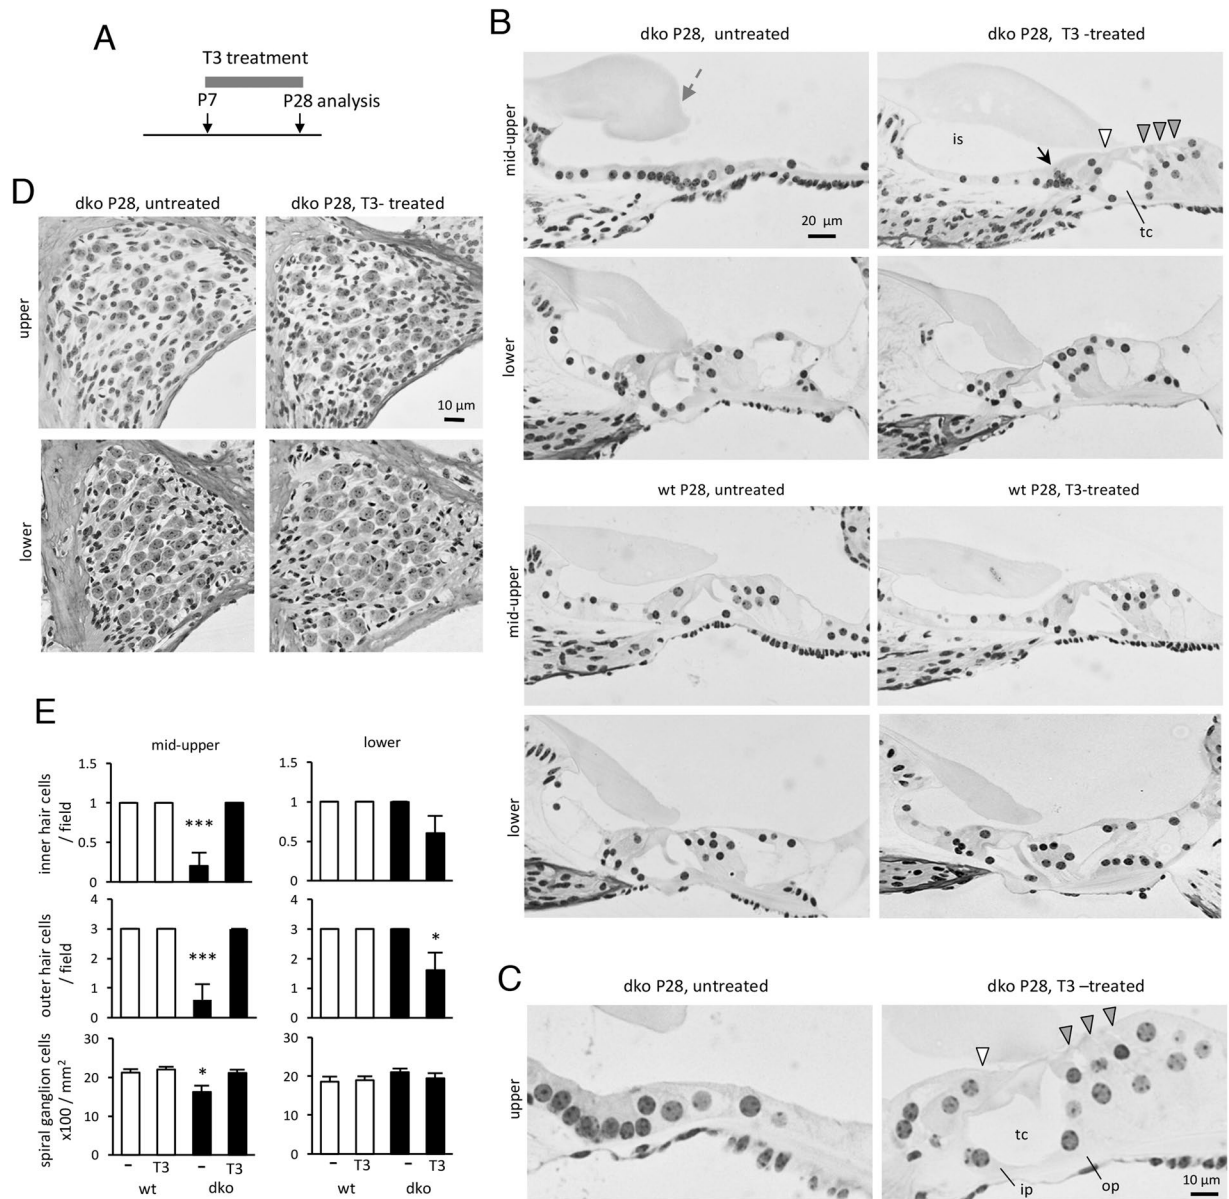 A
T3 treatment
P7
P28 analysis
B
dko P28, untreated
dko P28, T3 -treated
mid-upper
20 µm
is
tc
lower
wt P28, untreated
wt P28, T3-treated
mid-upper
lower
C
dko P28, untreated
dko P28, T3 –treated
upper
tc
ip
op
10 µm
D
dko P28, untreated
dko P28, T3- treated
upper
10 µm
lower
E
mid-upper
lower
inner hair cells
/ field
1.5
1
0.5
0
***
1.5
1
0.5
0
outer hair cells
/ field
4
3
2
1
0
***
4
3
2
1
0
*
spiral ganglion cells
x100 / mm²
30
20
10
0
*
30
20
10
0
- T3 - T3
wt dko
- T3 - T3
wt dko